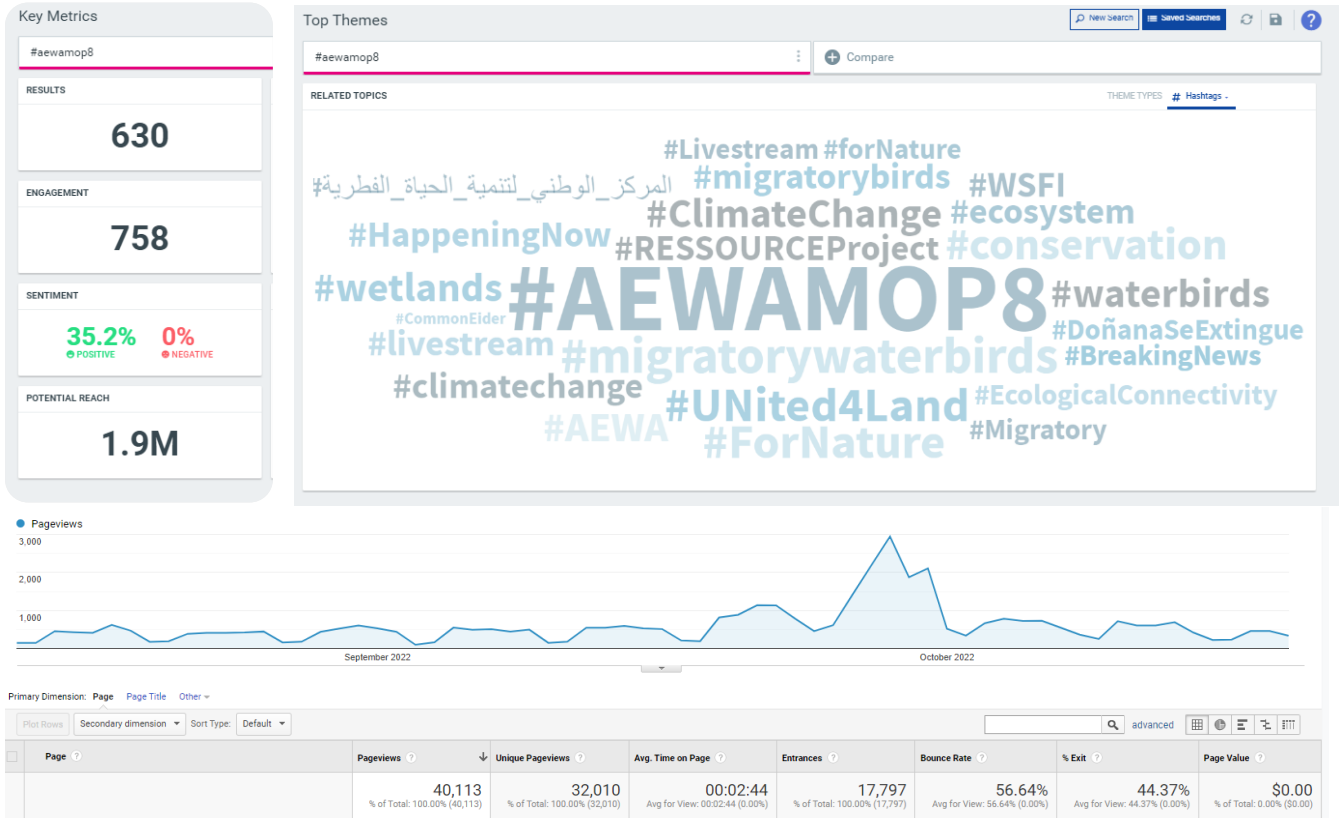 Key Metrics
#aewamop8
RESULTS
630
ENGAGEMENT
758
SENTIMENT
35.2% 0%
POSITIVE NEGATIVE
POTENTIAL REACH
1.9M
Top Themes
New Search Saved Searches ?
#aewamop8 Compare
RELATED TOPICS THEME TYPES # Hashtags
#Livestream #forNature
#المركز_الوطني_لتنمية_الحياة_الفطرية #migratorybirds #WSFI
#ClimateChange #ecosystem
#HappeningNow #RESSOURCEProject #conservation
#wetlands #AEWAMOP8 #waterbirds
#CommonEider #DoñanaSeExtingue
#livestream #migratorywaterbirds #BreakingNews
#climatechange #UNited4Land #EcologicalConnectivity
#AEWA #ForNature #Migratory
Pageviews
3,000
2,000
1,000
September 2022 October 2022
Primary Dimension: Page Page Title Other
Plot Rows Secondary dimension Sort Type: Default advanced
Page ? Pageviews ? Unique Pageviews ? Avg. Time on Page ? Entrances ? Bounce Rate ? % Exit ? Page Value ?
40,113 32,010 00:02:44 17,797 56.64% 44.37% $0.00
% of Total: 100.00% (40,113) % of Total: 100.00% (32,010) Avg for View: 00:02:44 (0.00%) % of Total: 100.00% (17,797) Avg for View: 56.64% (0.00%) Avg for View: 44.37% (0.00%) % of Total: 0.00% ($0.00)